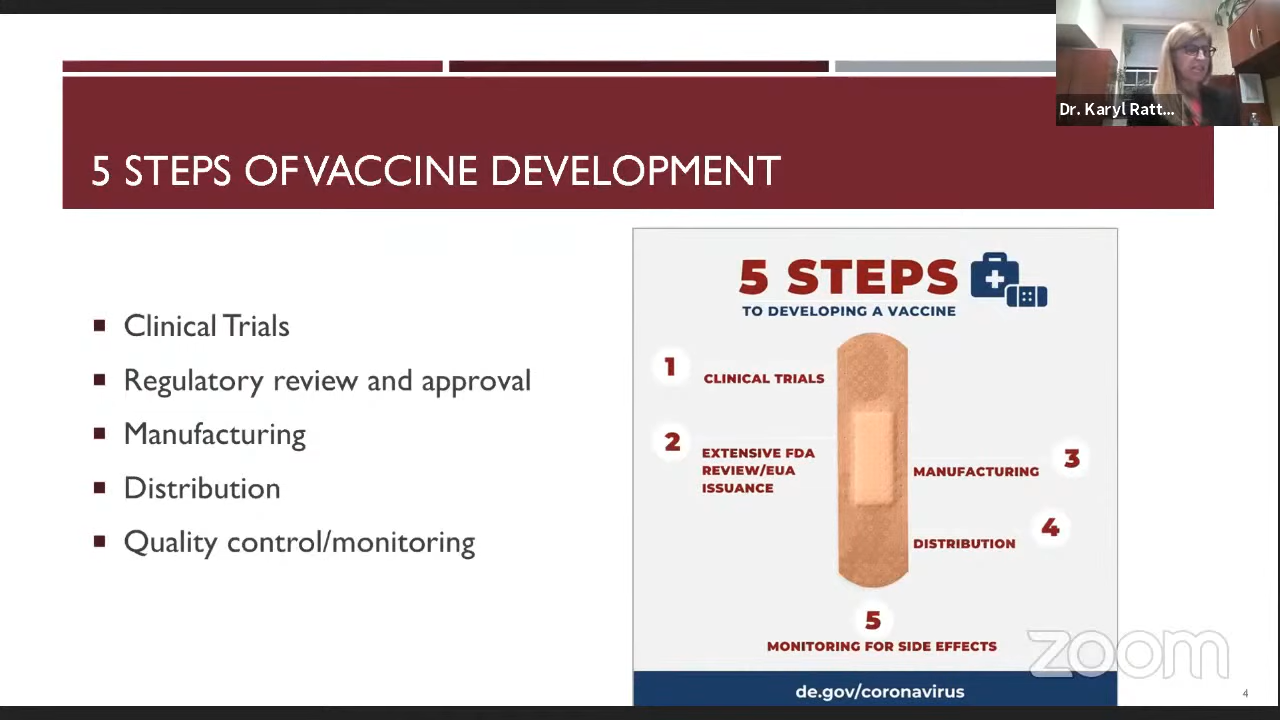 Dr. Karyl Ratt...
5 STEPS OF VACCINE DEVELOPMENT
Clinical Trials
Regulatory review and approval
Manufacturing
Distribution
Quality control/monitoring
5 STEPS
TO DEVELOPING A VACCINE
1
CLINICAL TRIALS
2
EXTENSIVE FDA
REVIEW/EUA
ISSUANCE
3
MANUFACTURING
4
DISTRIBUTION
5
MONITORING FOR SIDE EFFECTS
de.gov/coronavirus
zoom
4